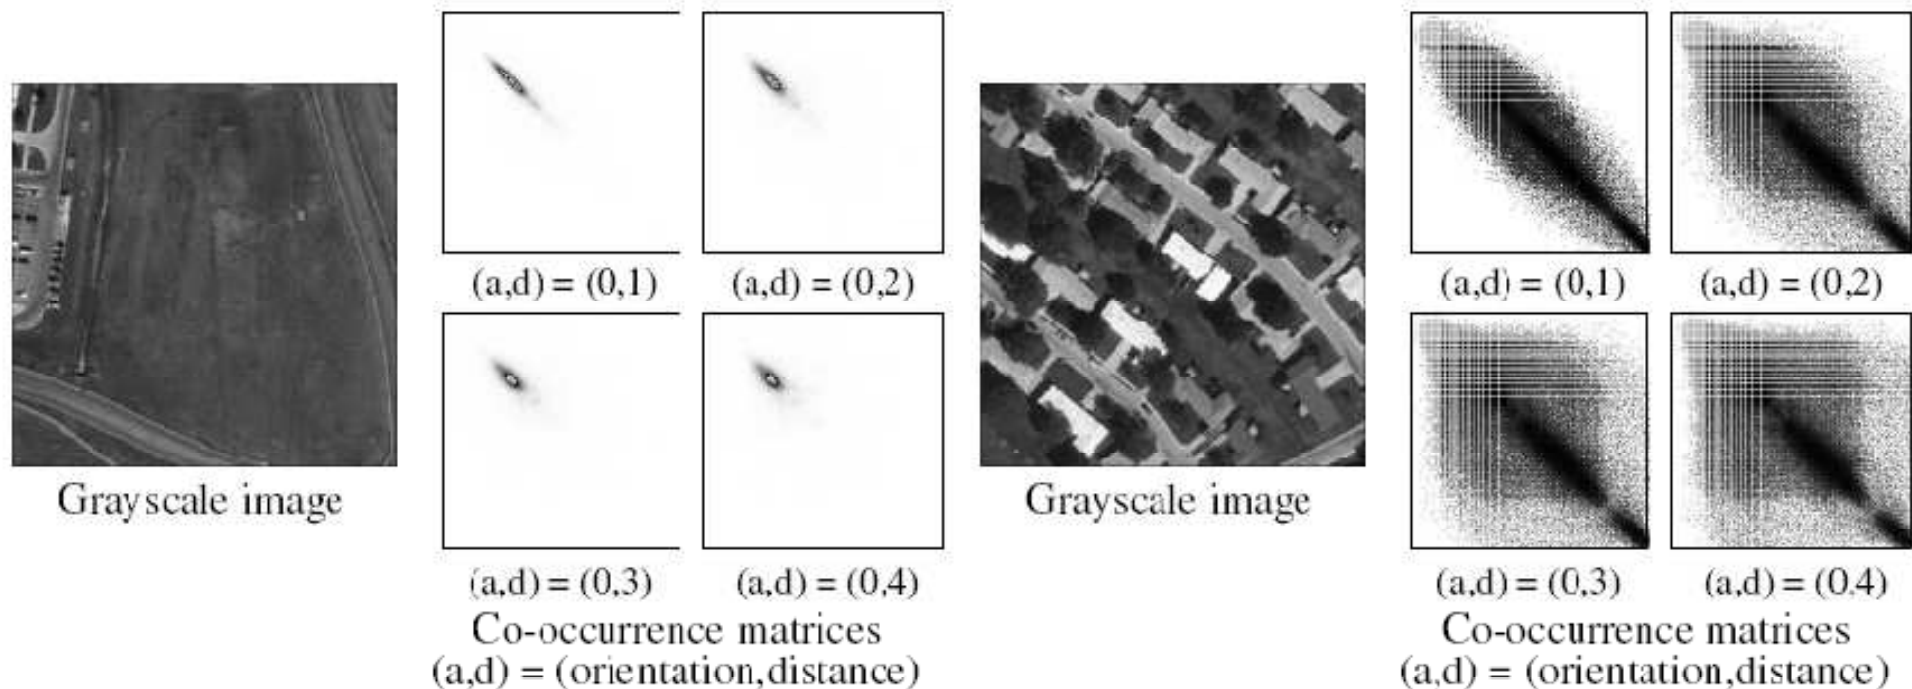 Grayscale image
(a,d) = (0,1)
(a,d) = (0,2)
(a,d) = (0,3)
(a,d) = (0,4)
Co-occurrence matrices
(a,d) = (orientation,distance)
Grayscale image
(a,d) = (0,1)
(a,d) = (0,2)
(a,d) = (0,3)
(a,d) = (0.4)
Co-occurrence matrices
(a,d) = (orientation,distance)